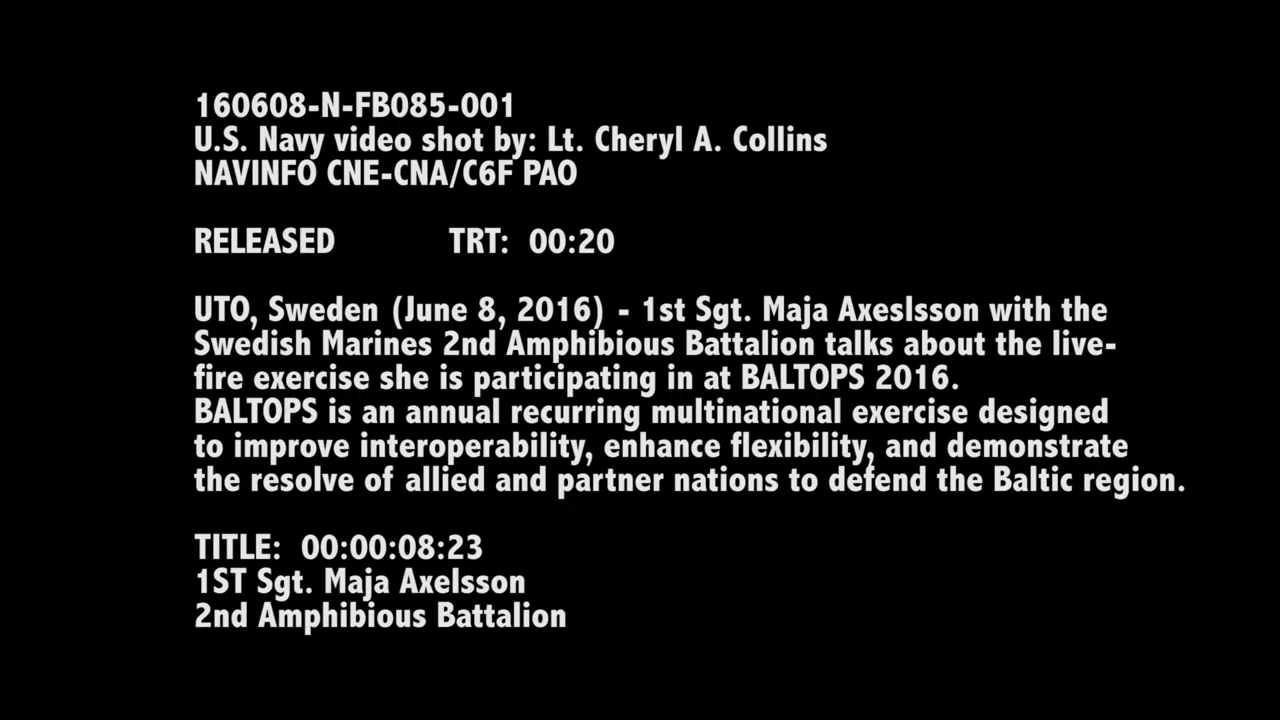 160608-N-FB085-001
U.S. Navy video shot by: Lt. Cheryl A. Collins
NAVINFO CNE-CNA/C6F PAO
RELEASED TRT: 00:20
UTO, Sweden (June 8, 2016) - 1st Sgt. Maja Axeslsson with the
Swedish Marines 2nd Amphibious Battalion talks about the live-
fire exercise she is participating in at BALTOPS 2016.
BALTOPS is an annual recurring multinational exercise designed
to improve interoperability, enhance flexibility, and demonstrate
the resolve of allied and partner nations to defend the Baltic region.
TITLE: 00:00:08:23
1ST Sgt. Maja Axelsson
2nd Amphibious Battalion